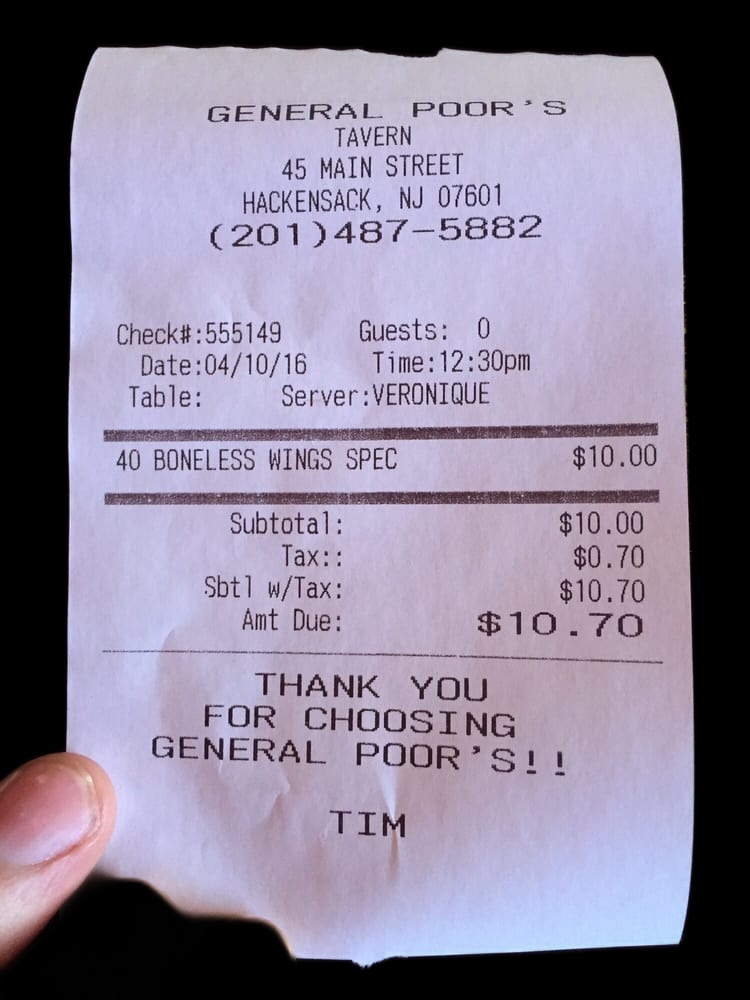 GENERAL POOR'S
TAVERN
45 MAIN STREET
HACKENSACK, NJ 07601
(201)487-5882
Check#:555149 Guests: 0
Date:04/10/16 Time:12:30pm
Table: Server:VERONIQUE
40 BONELESS WINGS SPEC $10.00
Subtotal: $10.00
Tax:: $0.70
Sbtl w/Tax: $10.70
Amt Due: $10.70
THANK YOU
FOR CHOOSING
GENERAL POOR'S!!
TIM